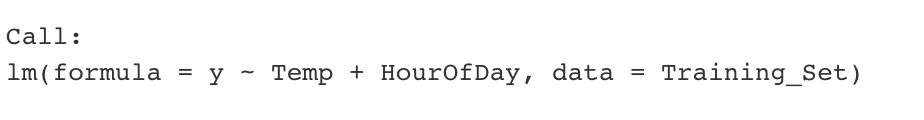 Call:
lm(formula = y ~ Temp + HourOfDay, data = Training_Set)